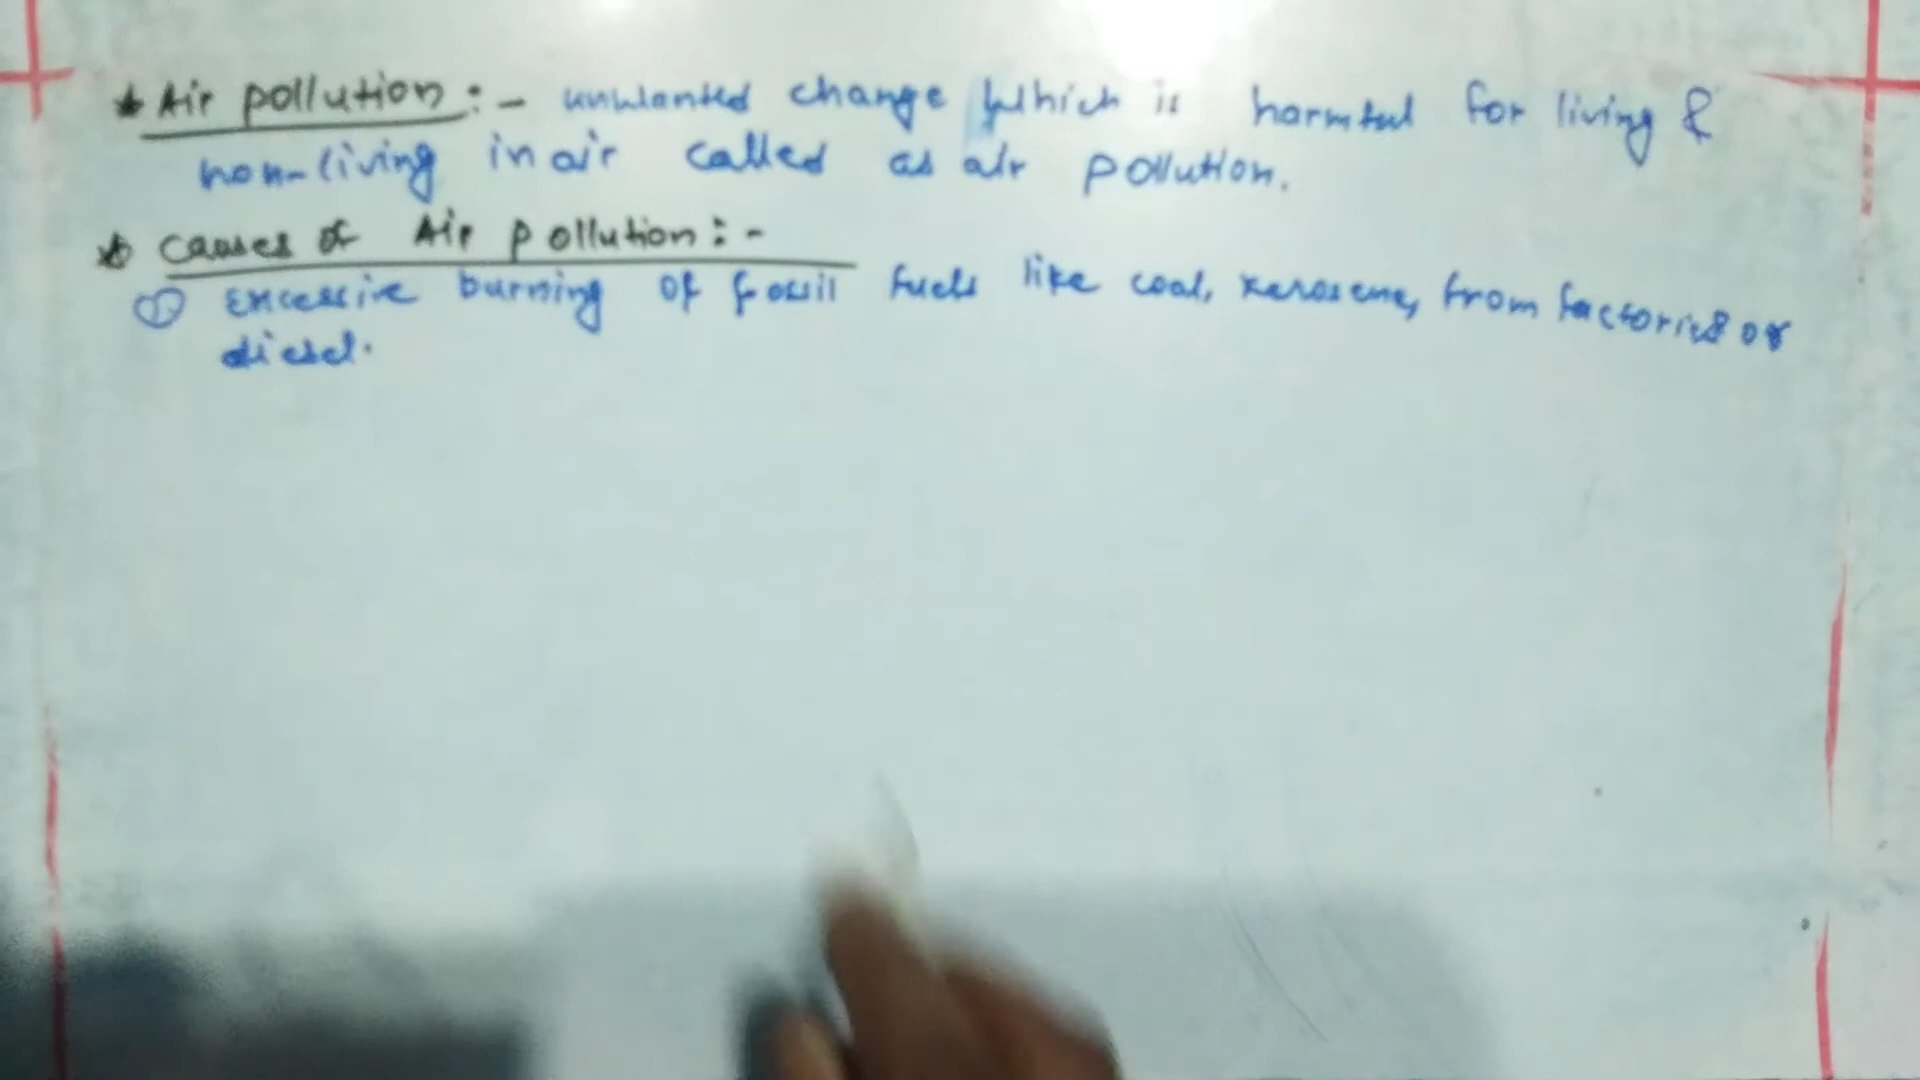 * Air pollution :- unwanted change which is harmful for living &
non-living in air called as air pollution.
* Causes of Air pollution :-
① Excessive burning of fossil fuels like coal, kerosene, from factories or
diesel.